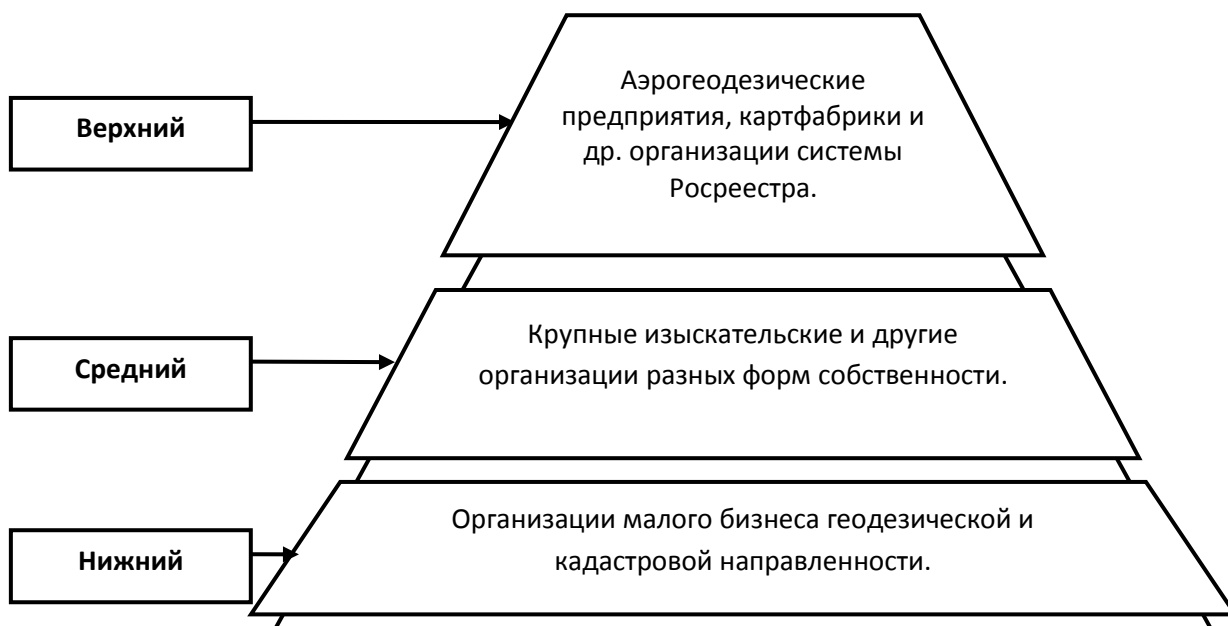 Верхний
Аэрогеодезические
предприятия, картфабрики и
др. организации системы
Росреестра.
Средний
Крупные изыскательские и другие
организации разных форм собственности.
Нижний
Организации малого бизнеса геодезической и
кадастровой направленности.